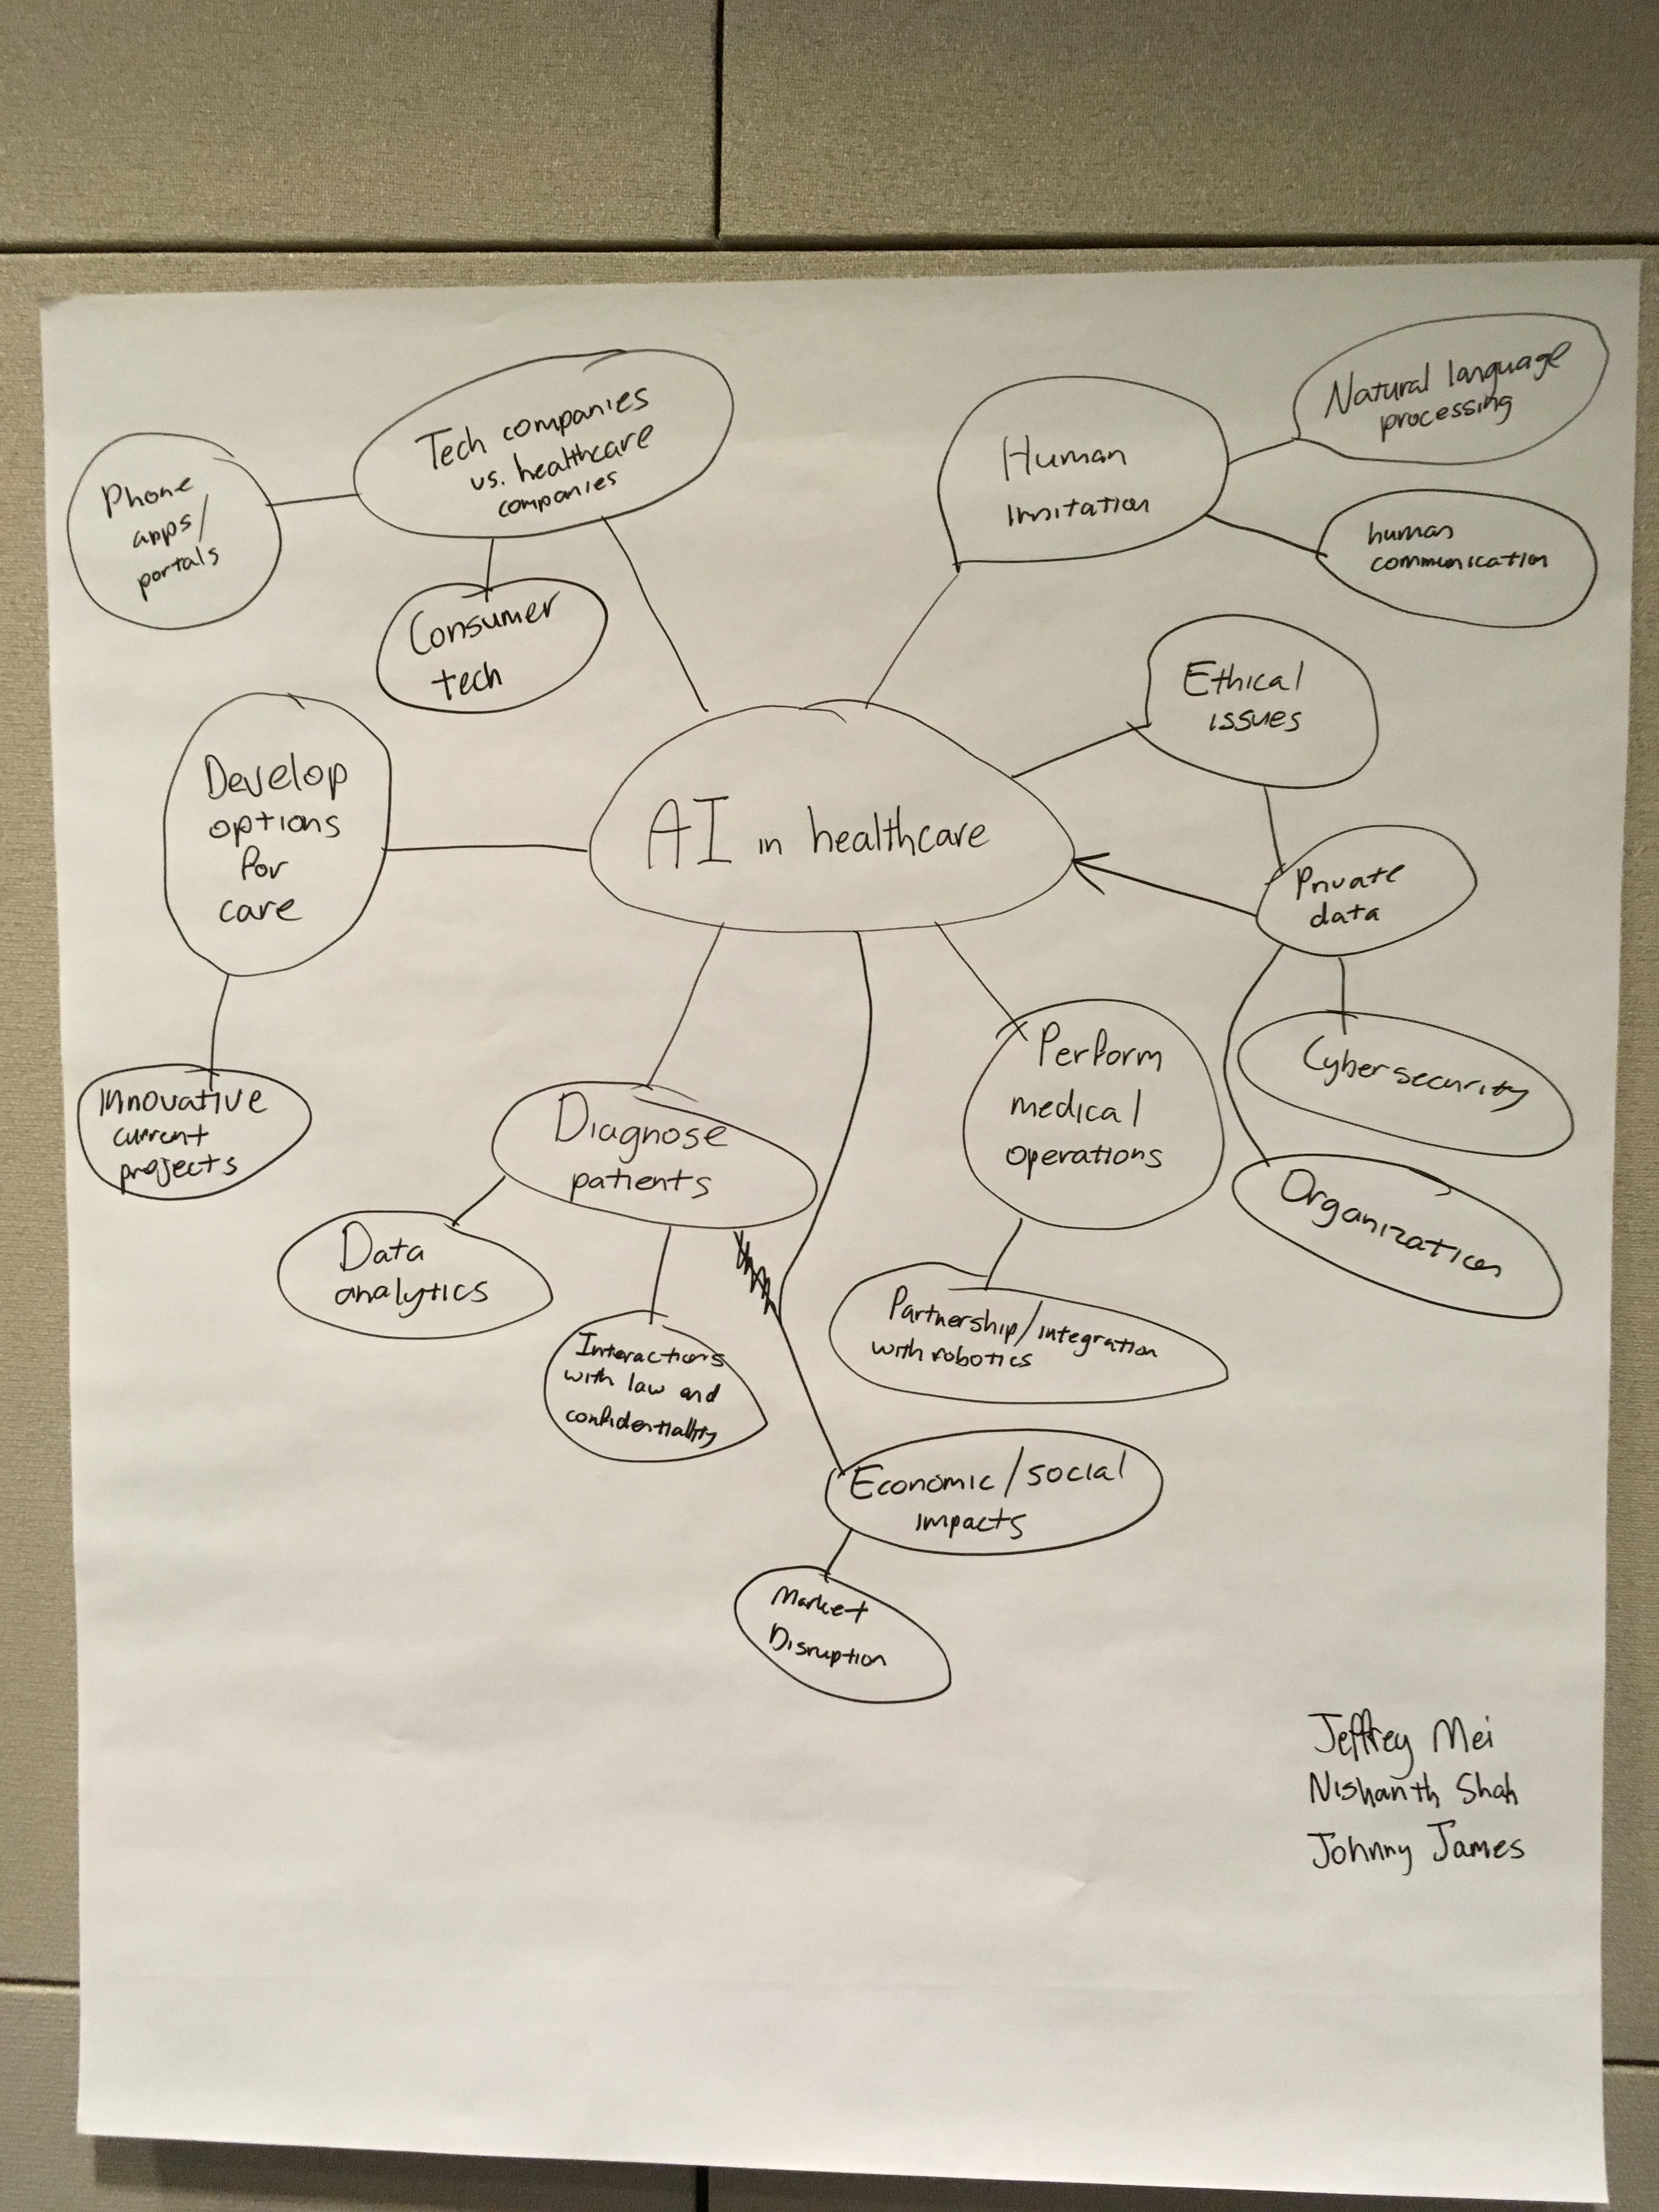 Tech companies
vs. healthcare
companies
Phone
apps/
portals
Consumer
tech
Human
Imitation
Natural language
processing
human
communication
Ethical
issues
Develop
options
for
care
AI in healthcare
Private
data
Innovative
current
projects
Diagnose
patients
Perform
medical
operations
Cybersecurity
Organization
Data
analytics
Interactions
with law and
confidentiality
Partnership/integration
with robotics
Economic/social
impacts
Market
Disruption
Jeffrey Mei
Nishanth Shah
Johnny James